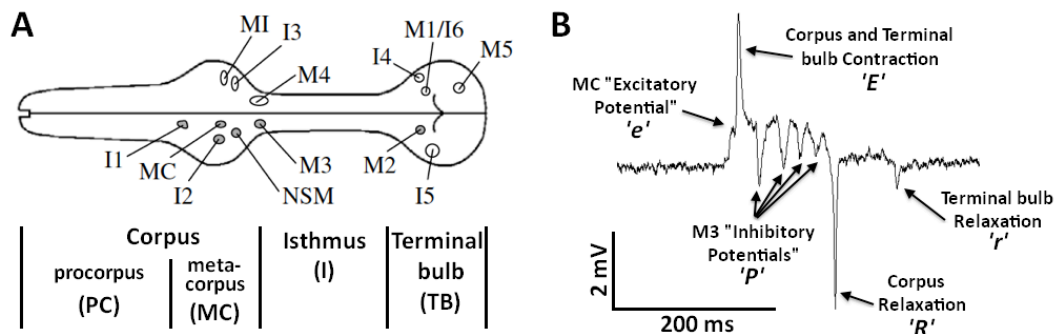 A
MI
I3
M4
I4
M1/I6
M5
I1
MC
I2
NSM
M3
M2
I5
Corpus
procorpus
(PC)
meta-
corpus
(MC)
Isthmus
(I)
Terminal
bulb
(TB)
B
Corpus and Terminal
bulb Contraction
'E'
MC "Excitatory
Potential"
'e'
M3 "Inhibitory
Potentials"
'P'
Terminal bulb
Relaxation
'r'
Corpus
Relaxation
'R'
2 mV
200 ms